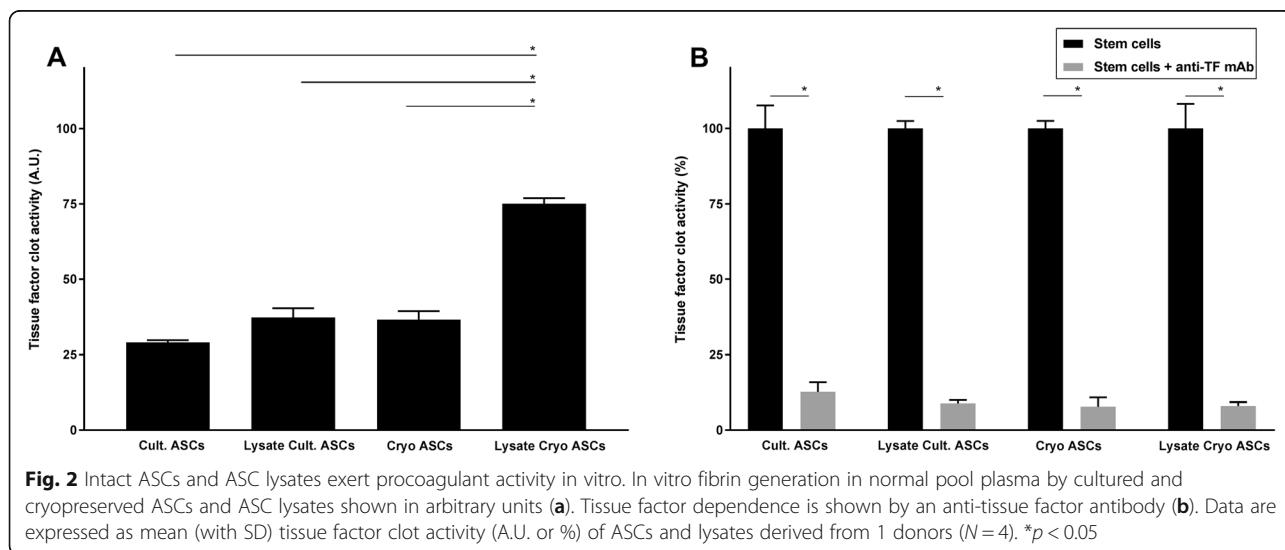 A
*
*
*
Tissue factor clot activity (A.U.)
100
75
50
25
0
Cult. ASCs
Lysate Cult. ASCs
Cryo ASCs
Lysate Cryo ASCs
B
Stem cells
Stem cells + anti-TF mAb
* * * *
Tissue factor clot activity (%)
100
75
50
25
0
Cult. ASCs
Lysate Cult. ASCs
Cryo ASCs
Lysate Cryo ASCs
Fig. 2 Intact ASCs and ASC lysates exert procoagulant activity in vitro. In vitro fibrin generation in normal pool plasma by cultured and
cryopreserved ASCs and ASC lysates shown in arbitrary units (a). Tissue factor dependence is shown by an anti-tissue factor antibody (b). Data are
expressed as mean (with SD) tissue factor clot activity (A.U. or %) of ASCs and lysates derived from 1 donors (N = 4). *p < 0.05